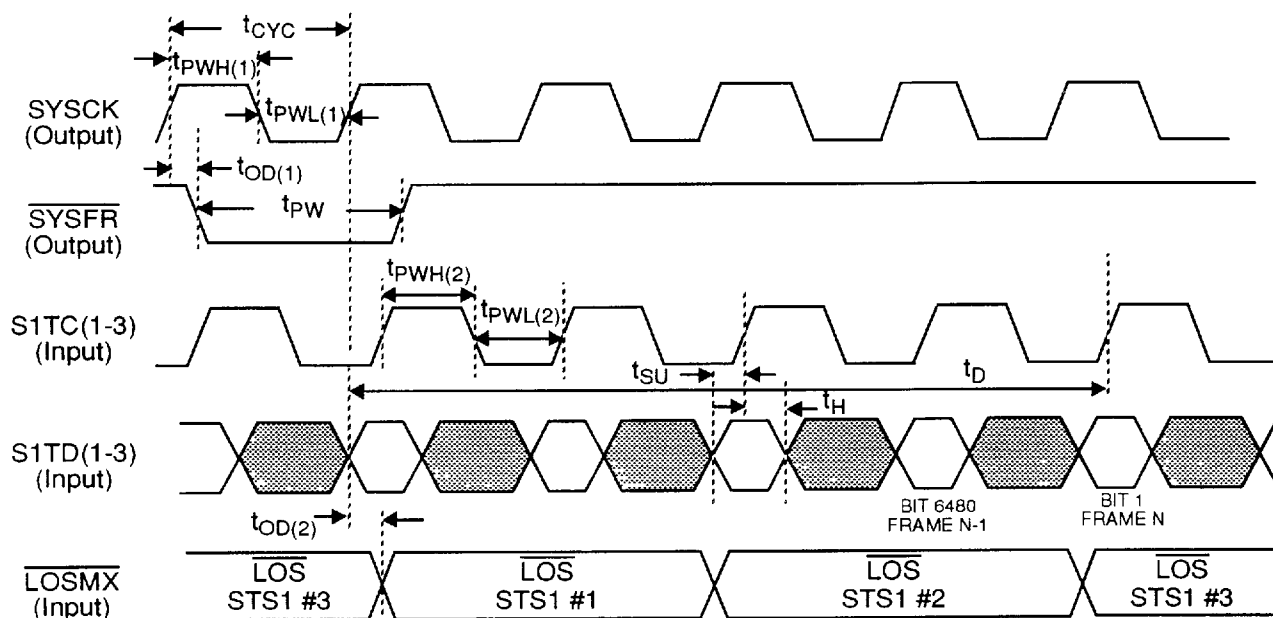 tCYC
tPWH(1)
SYSCK
(Output)
tPWL(1)
tOD(1)
SYSFR
(Output)
tPW
tPWH(2)
S1TC(1-3)
(Input)
tPWL(2)
tSU
tD
tH
S1TD(1-3)
(Input)
BIT 6480
FRAME N-1
BIT 1
FRAME N
tOD(2)
LOSMX
(Input)
LOS
STS1 #3
LOS
STS1 #1
LOS
STS1 #2
LOS
STS1 #3